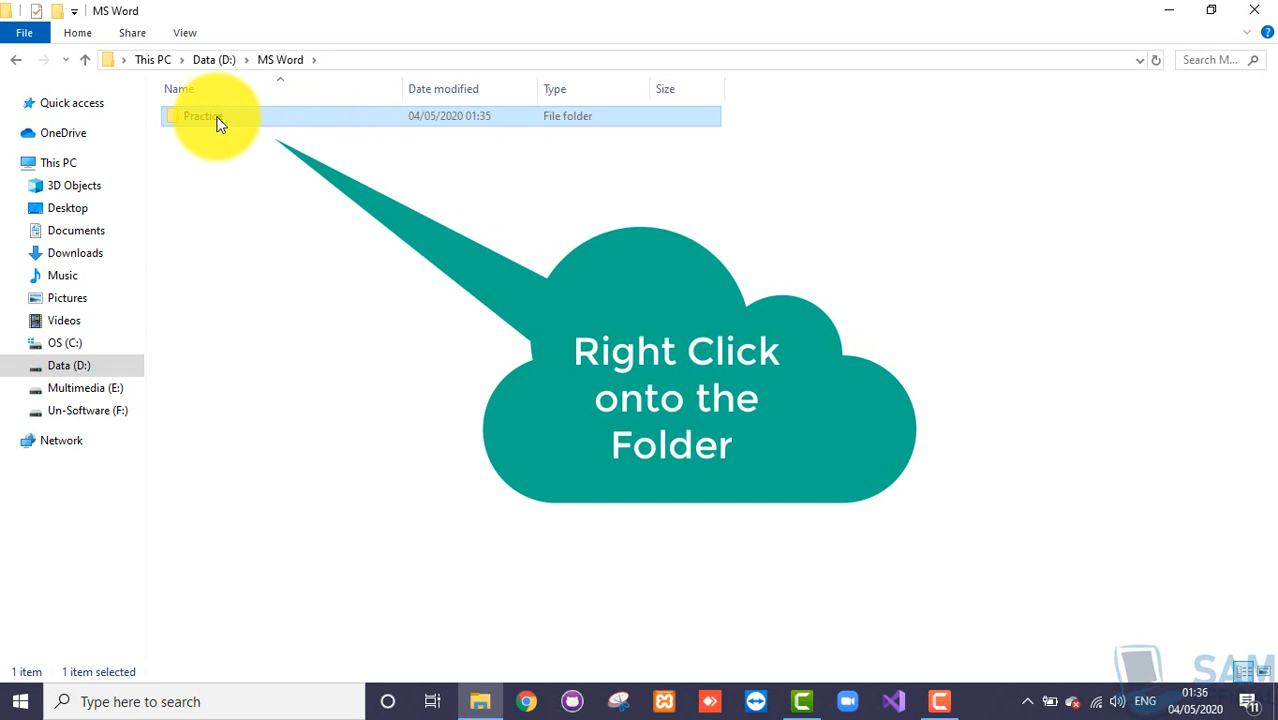 MS Word
File Home Share View
This PC Data (D:) MS Word Search M...
Name Date modified Type Size
Practice 04/05/2020 01:35 File folder
Quick access
OneDrive
This PC
3D Objects
Desktop
Documents
Downloads
Music
Pictures
Videos
OS (C:)
Data (D:)
Multimedia (E:)
Un-Software (F:)
Network
Right Click
onto the
Folder
1 item 1 item selected
SAM
Type here to search
ENG
01:36
04/05/2020
11